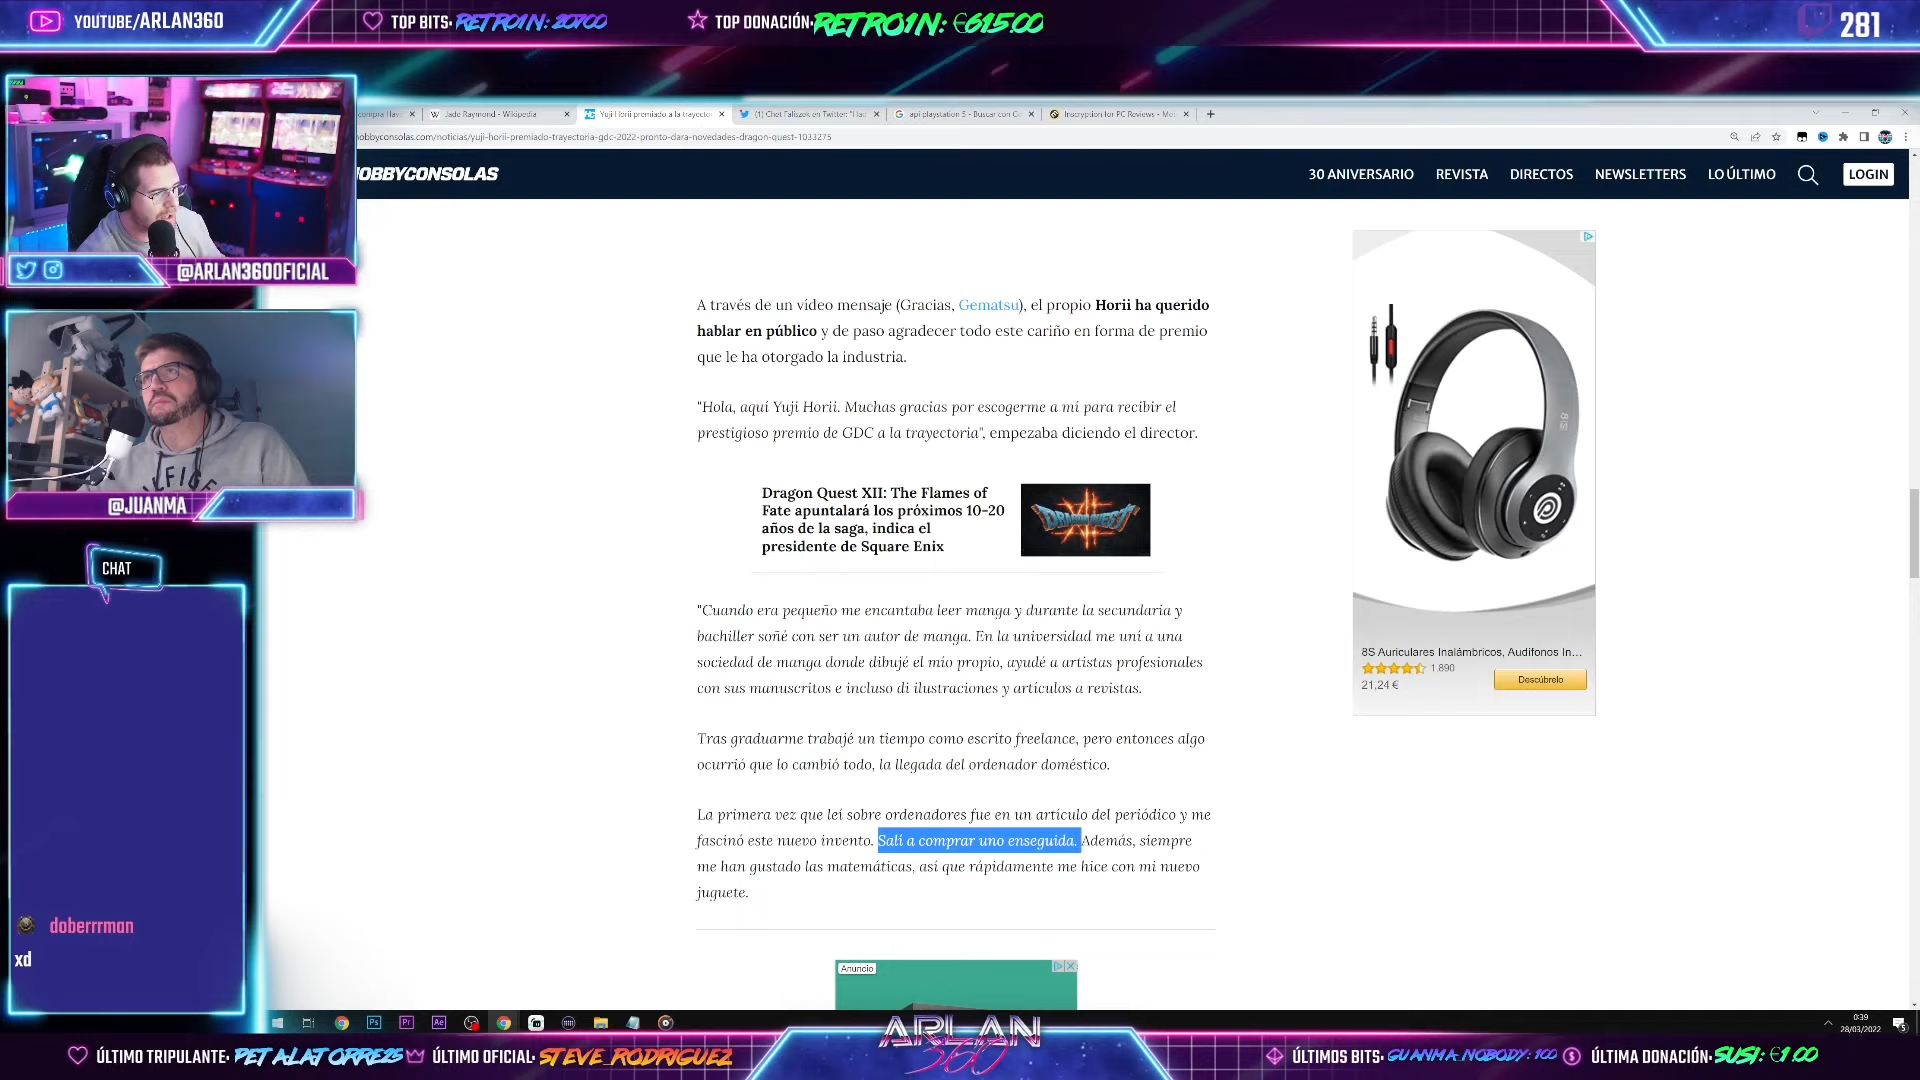 YOUTUBE/ARLAN360
TOP BITS: RETRO1N: 20700
TOP DONACIÓN: RETRO1N: €615.00
281
compra Hav
Jade Raymond - Wikipedia
Yuji Horii premiado a la trayector
(1) Chet Faliszek en Twitter: "Had
api playstation 5 - Buscar con G
Inscryption for PC Reviews - Met
hobbyconsolas.com/noticias/yuji-horii-premiado-trayectoria-gdc-2022-pronto-dara-novedades-dragon-quest-1033275
HOBBYCONSOLAS
30 ANIVERSARIO
REVISTA
DIRECTOS
NEWSLETTERS
LO ÚLTIMO
LOGIN
@ARLAN360OFICIAL
@JUANMA
CHAT
doberrrman
xd
A través de un vídeo mensaje (Gracias, Gematsu), el propio Horii ha querido
hablar en público y de paso agradecer todo este cariño en forma de premio
que le ha otorgado la industria.
"Hola, aquí Yuji Horii. Muchas gracias por escogerme a mí para recibir el
prestigioso premio de GDC a la trayectoria", empezaba diciendo el director.
Dragon Quest XII: The Flames of
Fate apuntalará los próximos 10-20
años de la saga, indica el
presidente de Square Enix
DRAGON QUEST
"Cuando era pequeño me encantaba leer manga y durante la secundaria y
bachiller soñé con ser un autor de manga. En la universidad me uní a una
sociedad de manga donde dibujé el mío propio, ayudé a artistas profesionales
con sus manuscritos e incluso di ilustraciones y artículos a revistas.
Tras graduarme trabajé un tiempo como escrito freelance, pero entonces algo
ocurrió que lo cambió todo, la llegada del ordenador doméstico.
La primera vez que leí sobre ordenadores fue en un artículo del periódico y me
fascinó este nuevo invento. Salí a comprar uno enseguida. Además, siempre
me han gustado las matemáticas, así que rápidamente me hice con mi nuevo
juguete.
8S
8S Auriculares Inalámbricos, Audífonos In...
1.890
21,24 €
Descúbrelo
Anuncio
Ps
Pr
Ae
0:39
28/03/2022
ÚLTIMO TRIPULANTE: PETALATORRE25
ÚLTIMO OFICIAL: STEVE_RODRIGUEZ
ARLAN
360
ÚLTIMOS BITS: GUANMA_NOBODY: 100
ÚLTIMA DONACIÓN: SUSI: €1.00